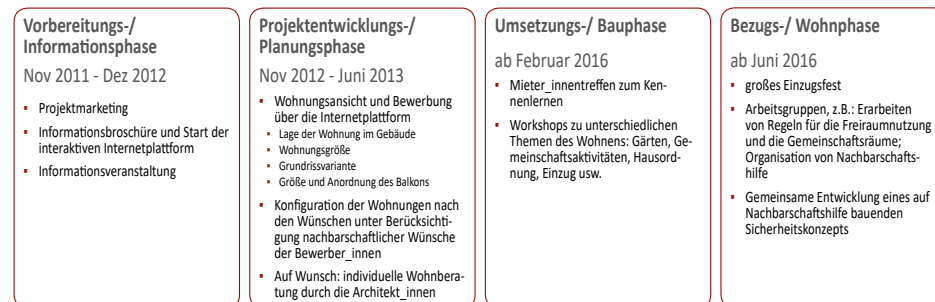 Vorbereitungs-/
Informationsphase
Nov 2011 - Dez 2012
▪ Projektmarketing
▪ Informationsbroschüre und Start der
interaktiven Internetplattform
▪ Informationsveranstaltung
Projektentwicklungs-/
Planungsphase
Nov 2012 - Juni 2013
▪ Wohnungsansicht und Bewerbung
über die Internetplattform
▪ Lage der Wohnung im Gebäude
▪ Wohnungsgröße
▪ Grundrissvariante
▪ Größe und Anordnung des Balkons
▪ Konfiguration der Wohnungen nach
den Wünschen unter Berücksichti-
gung nachbarschaftlicher Wünsche
der Bewerber_innen
▪ Auf Wunsch: individuelle Wohnbera-
tung durch die Architekt_innen
Umsetzungs-/ Bauphase
ab Februar 2016
▪ Mieter_innentreffen zum Ken-
nenlernen
▪ Workshops zu unterschiedlichen
Themen des Wohnens: Gärten, Ge-
meinschaftsaktivitäten, Hausord-
nung, Einzug usw.
Bezugs-/ Wohnphase
ab Juni 2016
▪ großes Einzugsfest
▪ Arbeitsgruppen, z.B.: Erarbeiten
von Regeln für die Freiraumnutzung
und die Gemeinschaftsräume;
Organisation von Nachbarschafts-
hilfe
▪ Gemeinsame Entwicklung eines auf
Nachbarschaftshilfe bauenden
Sicherheitskonzepts